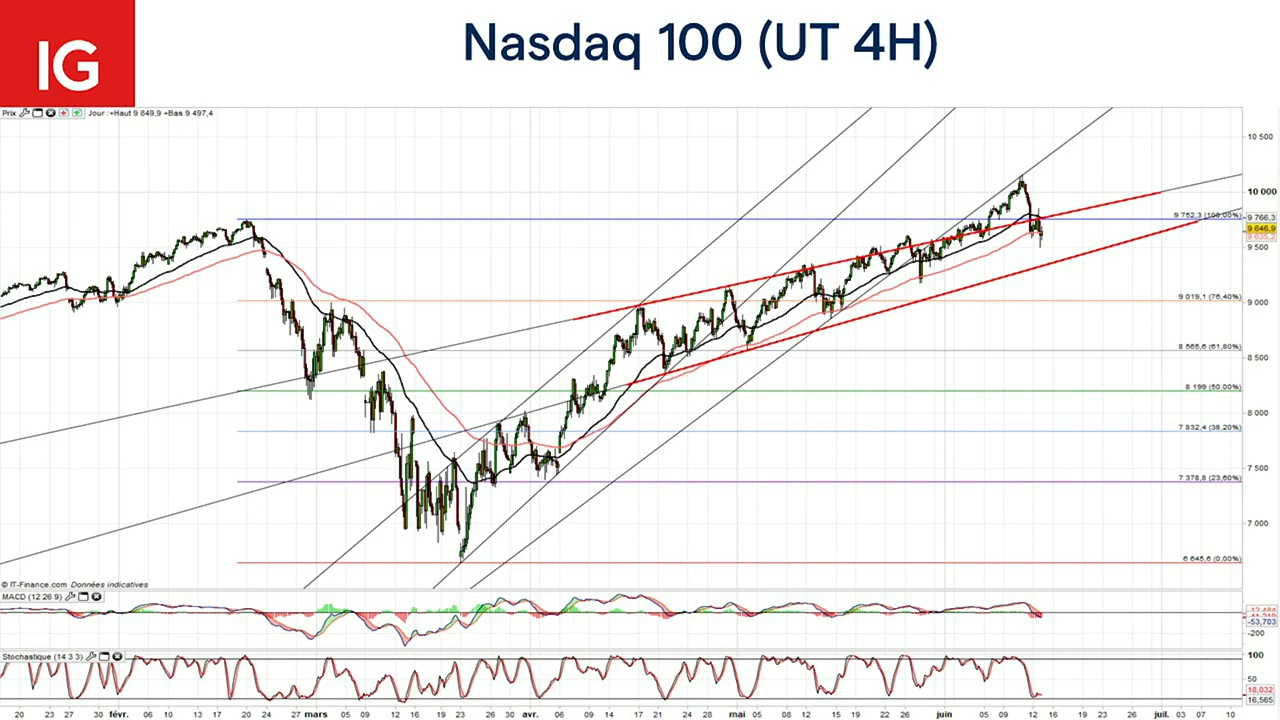 IG
Nasdaq 100 (UT 4H)
Prix
Jour :+Haut 9 849,9 +Bas 9 497,4
10 500
10 000
9 762,3 (100,00%)
9 766,3
9 646,9
9 500
9 019,1 (76,40%)
9 000
8 565,6 (61,80%)
8 500
8 199 (50,00%)
8 000
7 832,4 (38,20%)
7 500
7 378,8 (23,60%)
7 000
6 645,6 (0,00%)
© IT-Finance.com Données indicatives
MACD (12 26 9)
-53,703
-200
Stochastique (14 3 3)
100
50
18,032
16,565
20 23 27 30 févr. 06 10 13 17 20 24 mars 05 09 12 16 19 23 26 30 avr. 09 14 17 21 24 28 mai 05 08 12 15 19 22 26 juin 05 09 12 16 19 23 26 juil. 03 07 10